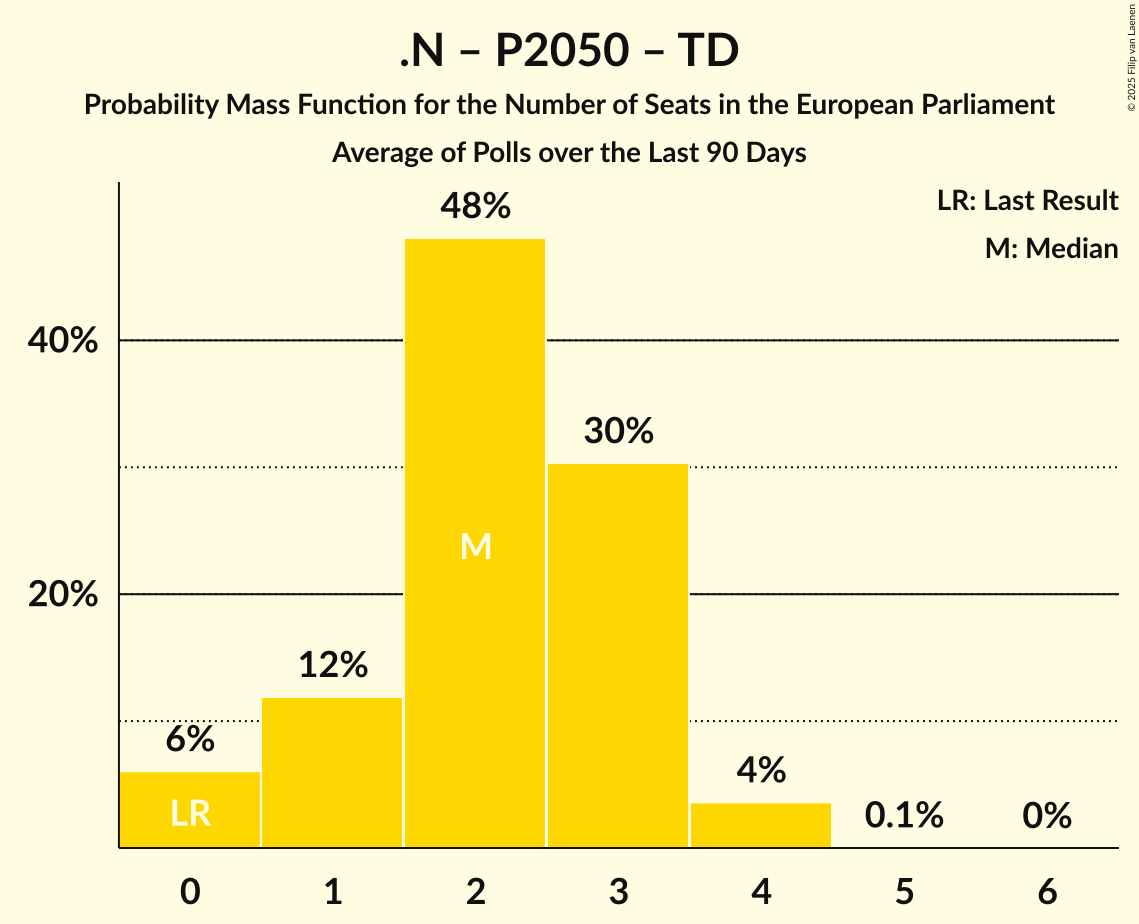 .N – P2050 – TD
Probability Mass Function for the Number of Seats in the European Parliament
Average of Polls over the Last 90 Days
© 2025 Filip van Laenen
LR: Last Result
M: Median
48%
40%
30%
M
20%
12%
6%
4%
LR
0.1%
0%
0 1 2 3 4 5 6